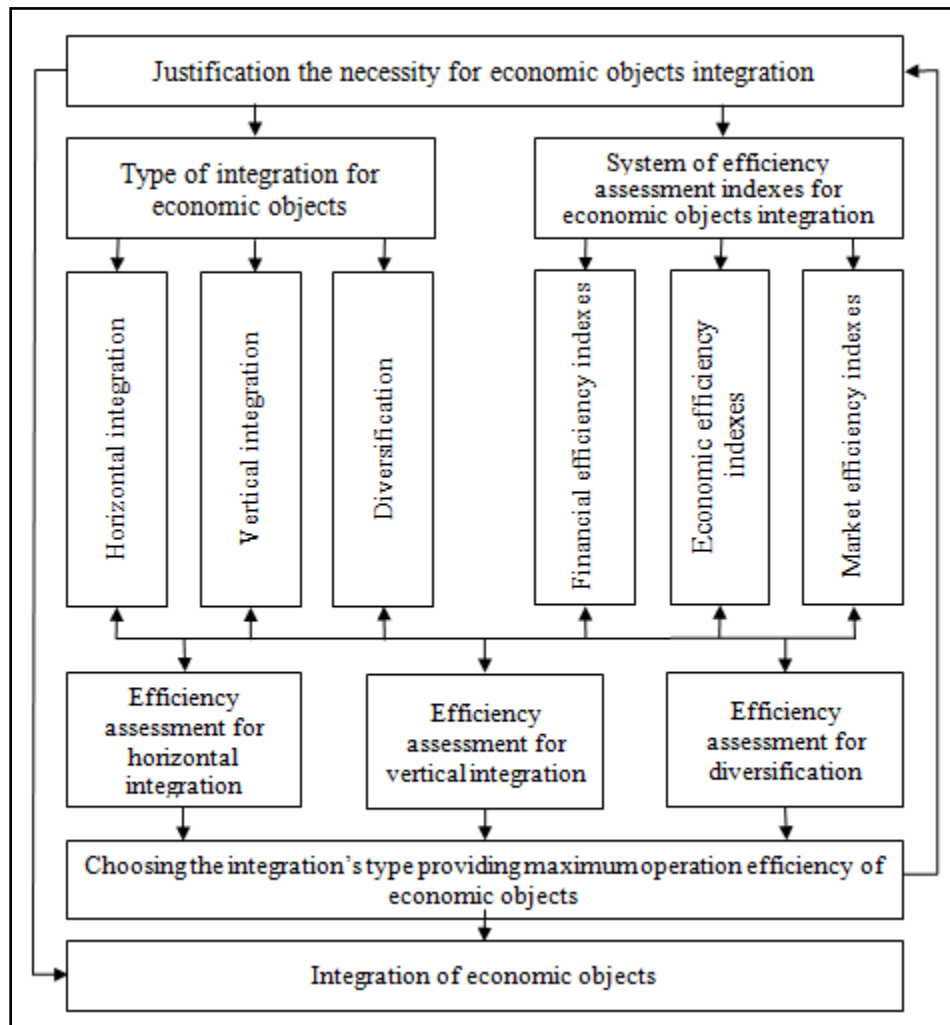 Justification the necessity for economic objects integration
Type of integration for
economic objects
System of efficiency
assessment indexes for
economic objects integration
Horizontal integration
Vertical integration
Diversification
Financial efficiency indexes
Economic efficiency
indexes
Market efficiency indexes
Efficiency
assessment for
horizontal
integration
Efficiency
assessment for
vertical integration
Efficiency
assessment for
diversification
Choosing the integration’s type providing maximum operation efficiency of
economic objects
Integration of economic objects